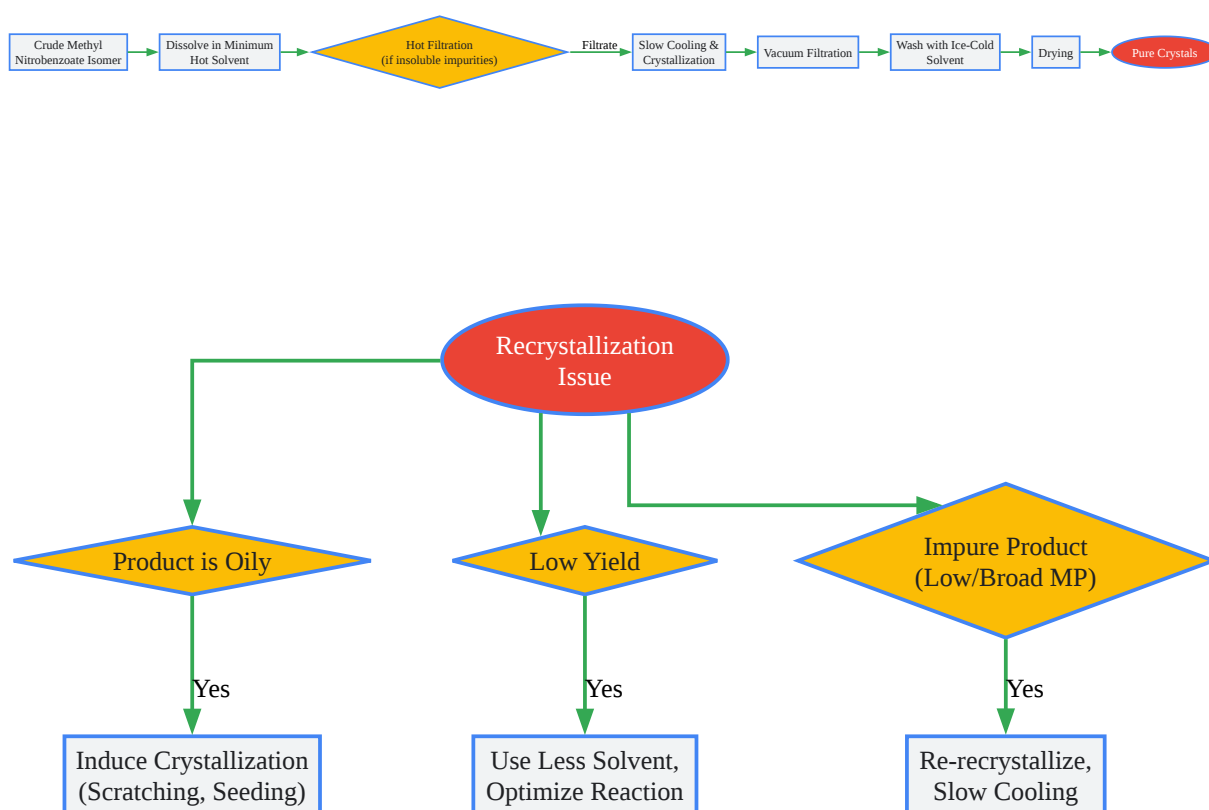 Crude Methyl
Nitrobenzoate Isomer
Dissolve in Minimum
Hot Solvent
Hot Filtration
(if insoluble impurities)
Filtrate
Slow Cooling &
Crystallization
Vacuum Filtration
Wash with Ice-Cold
Solvent
Drying
Pure Crystals
Recrystallization
Issue
Product is Oily
Low Yield
Impure Product
(Low/Broad MP)
Yes
Yes
Yes
Induce Crystallization
(Scratching, Seeding)
Use Less Solvent,
Optimize Reaction
Re-recrystallize,
Slow Cooling